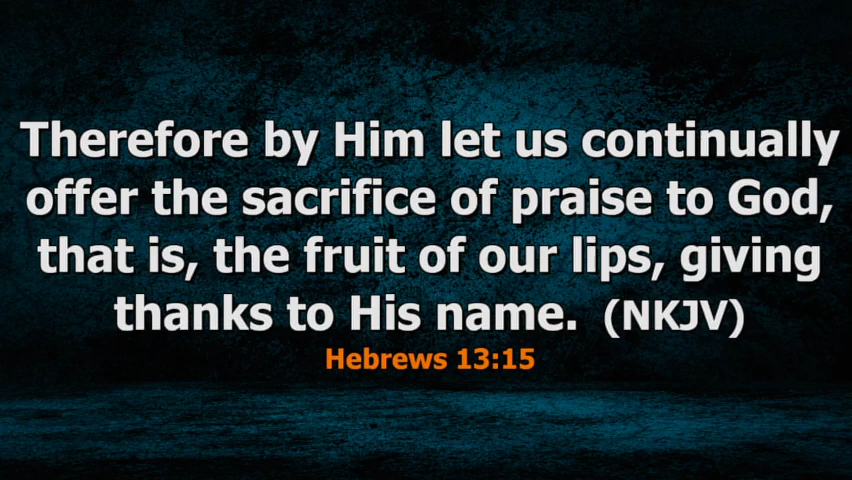 Therefore by Him let us continually
offer the sacrifice of praise to God,
that is, the fruit of our lips, giving
thanks to His name. (NKJV)
Hebrews 13:15